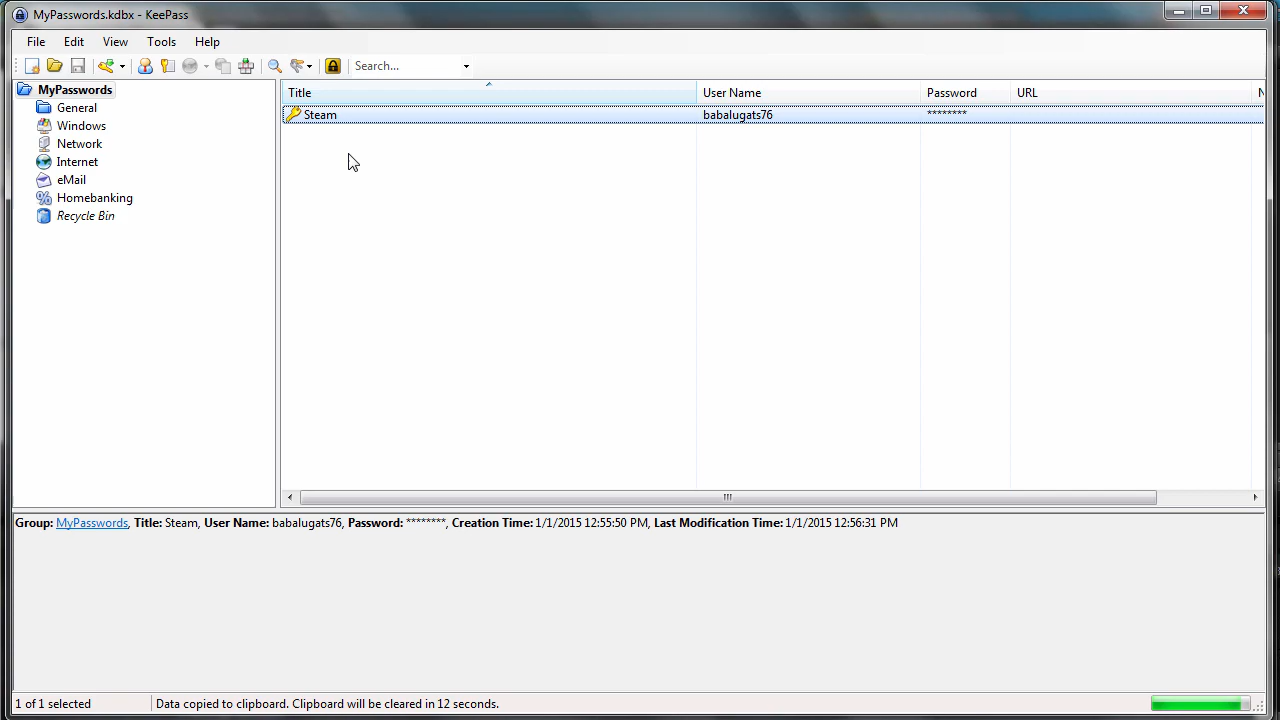 MyPasswords.kdbx - KeePass
File Edit View Tools Help
Search...
MyPasswords
General
Windows
Network
Internet
eMail
Homebanking
Recycle Bin
Title User Name Password URL N
Steam babalugats76 ********
Group: MyPasswords, Title: Steam, User Name: babalugats76, Password: ********, Creation Time: 1/1/2015 12:55:50 PM, Last Modification Time: 1/1/2015 12:56:31 PM
1 of 1 selected Data copied to clipboard. Clipboard will be cleared in 12 seconds.